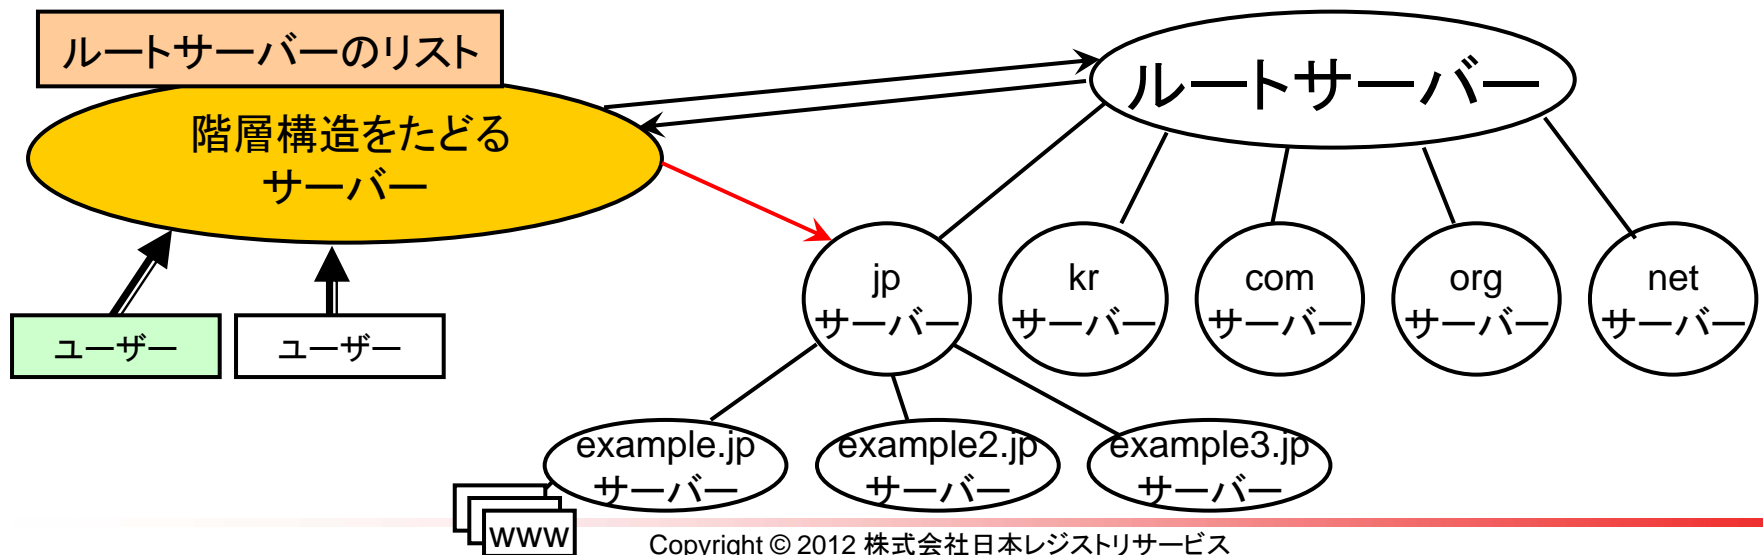 ルートサーバーのリスト
階層構造をたどる
サーバー
ユーザー
ユーザー
ルートサーバー
jp
サーバー
kr
サーバー
com
サーバー
org
サーバー
net
サーバー
example.jp
サーバー
example2.jp
サーバー
example3.jp
サーバー
www
Copyright © 2012 株式会社日本レジストリサービス